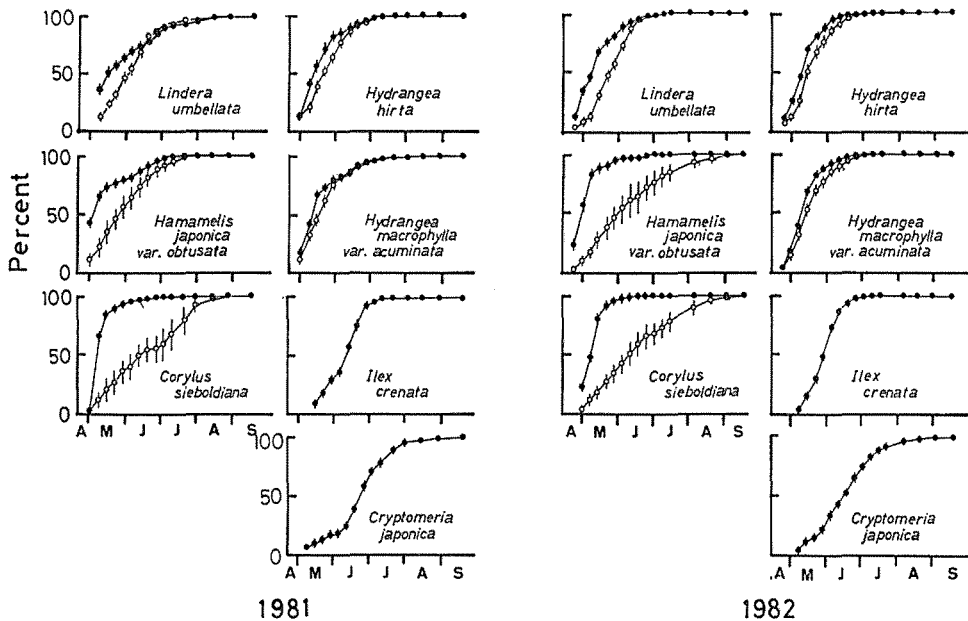 100
50
0
Lindera
umbellata
Hydrangea
hirta
Lindera
umbellata
Hydrangea
hirta
Percent
100
50
0
Hamamelis
japonica
var. obtusata
Hydrangea
macrophylla
var. acuminata
Hamamelis
japonica
var. obtusata
Hydrangea
macrophylla
var. acuminata
100
50
0
Corylus
sieboldiana
Ilex
crenata
Corylus
sieboldiana
Ilex
crenata
A M J J A S
A M J J A S
100
50
0
Cryptomeria
japonica
Cryptomeria
japonica
A M J J A S
A M J J A S
1981
1982